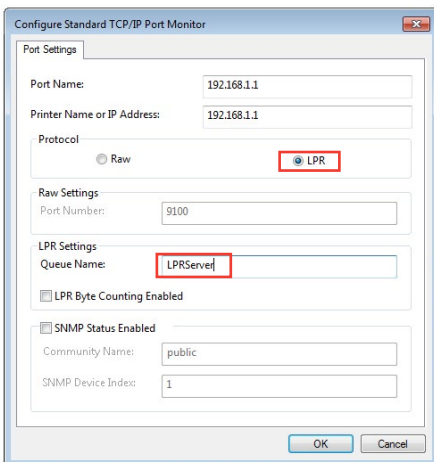 Configure Standard TCP/IP Port Monitor
Port Settings
Port Name: 192.168.1.1
Printer Name or IP Address: 192.168.1.1
Protocol
Raw LPR
Raw Settings
Port Number: 9100
LPR Settings
Queue Name: LPRServer
LPR Byte Counting Enabled
SNMP Status Enabled
Community Name: public
SNMP Device Index: 1
OK Cancel